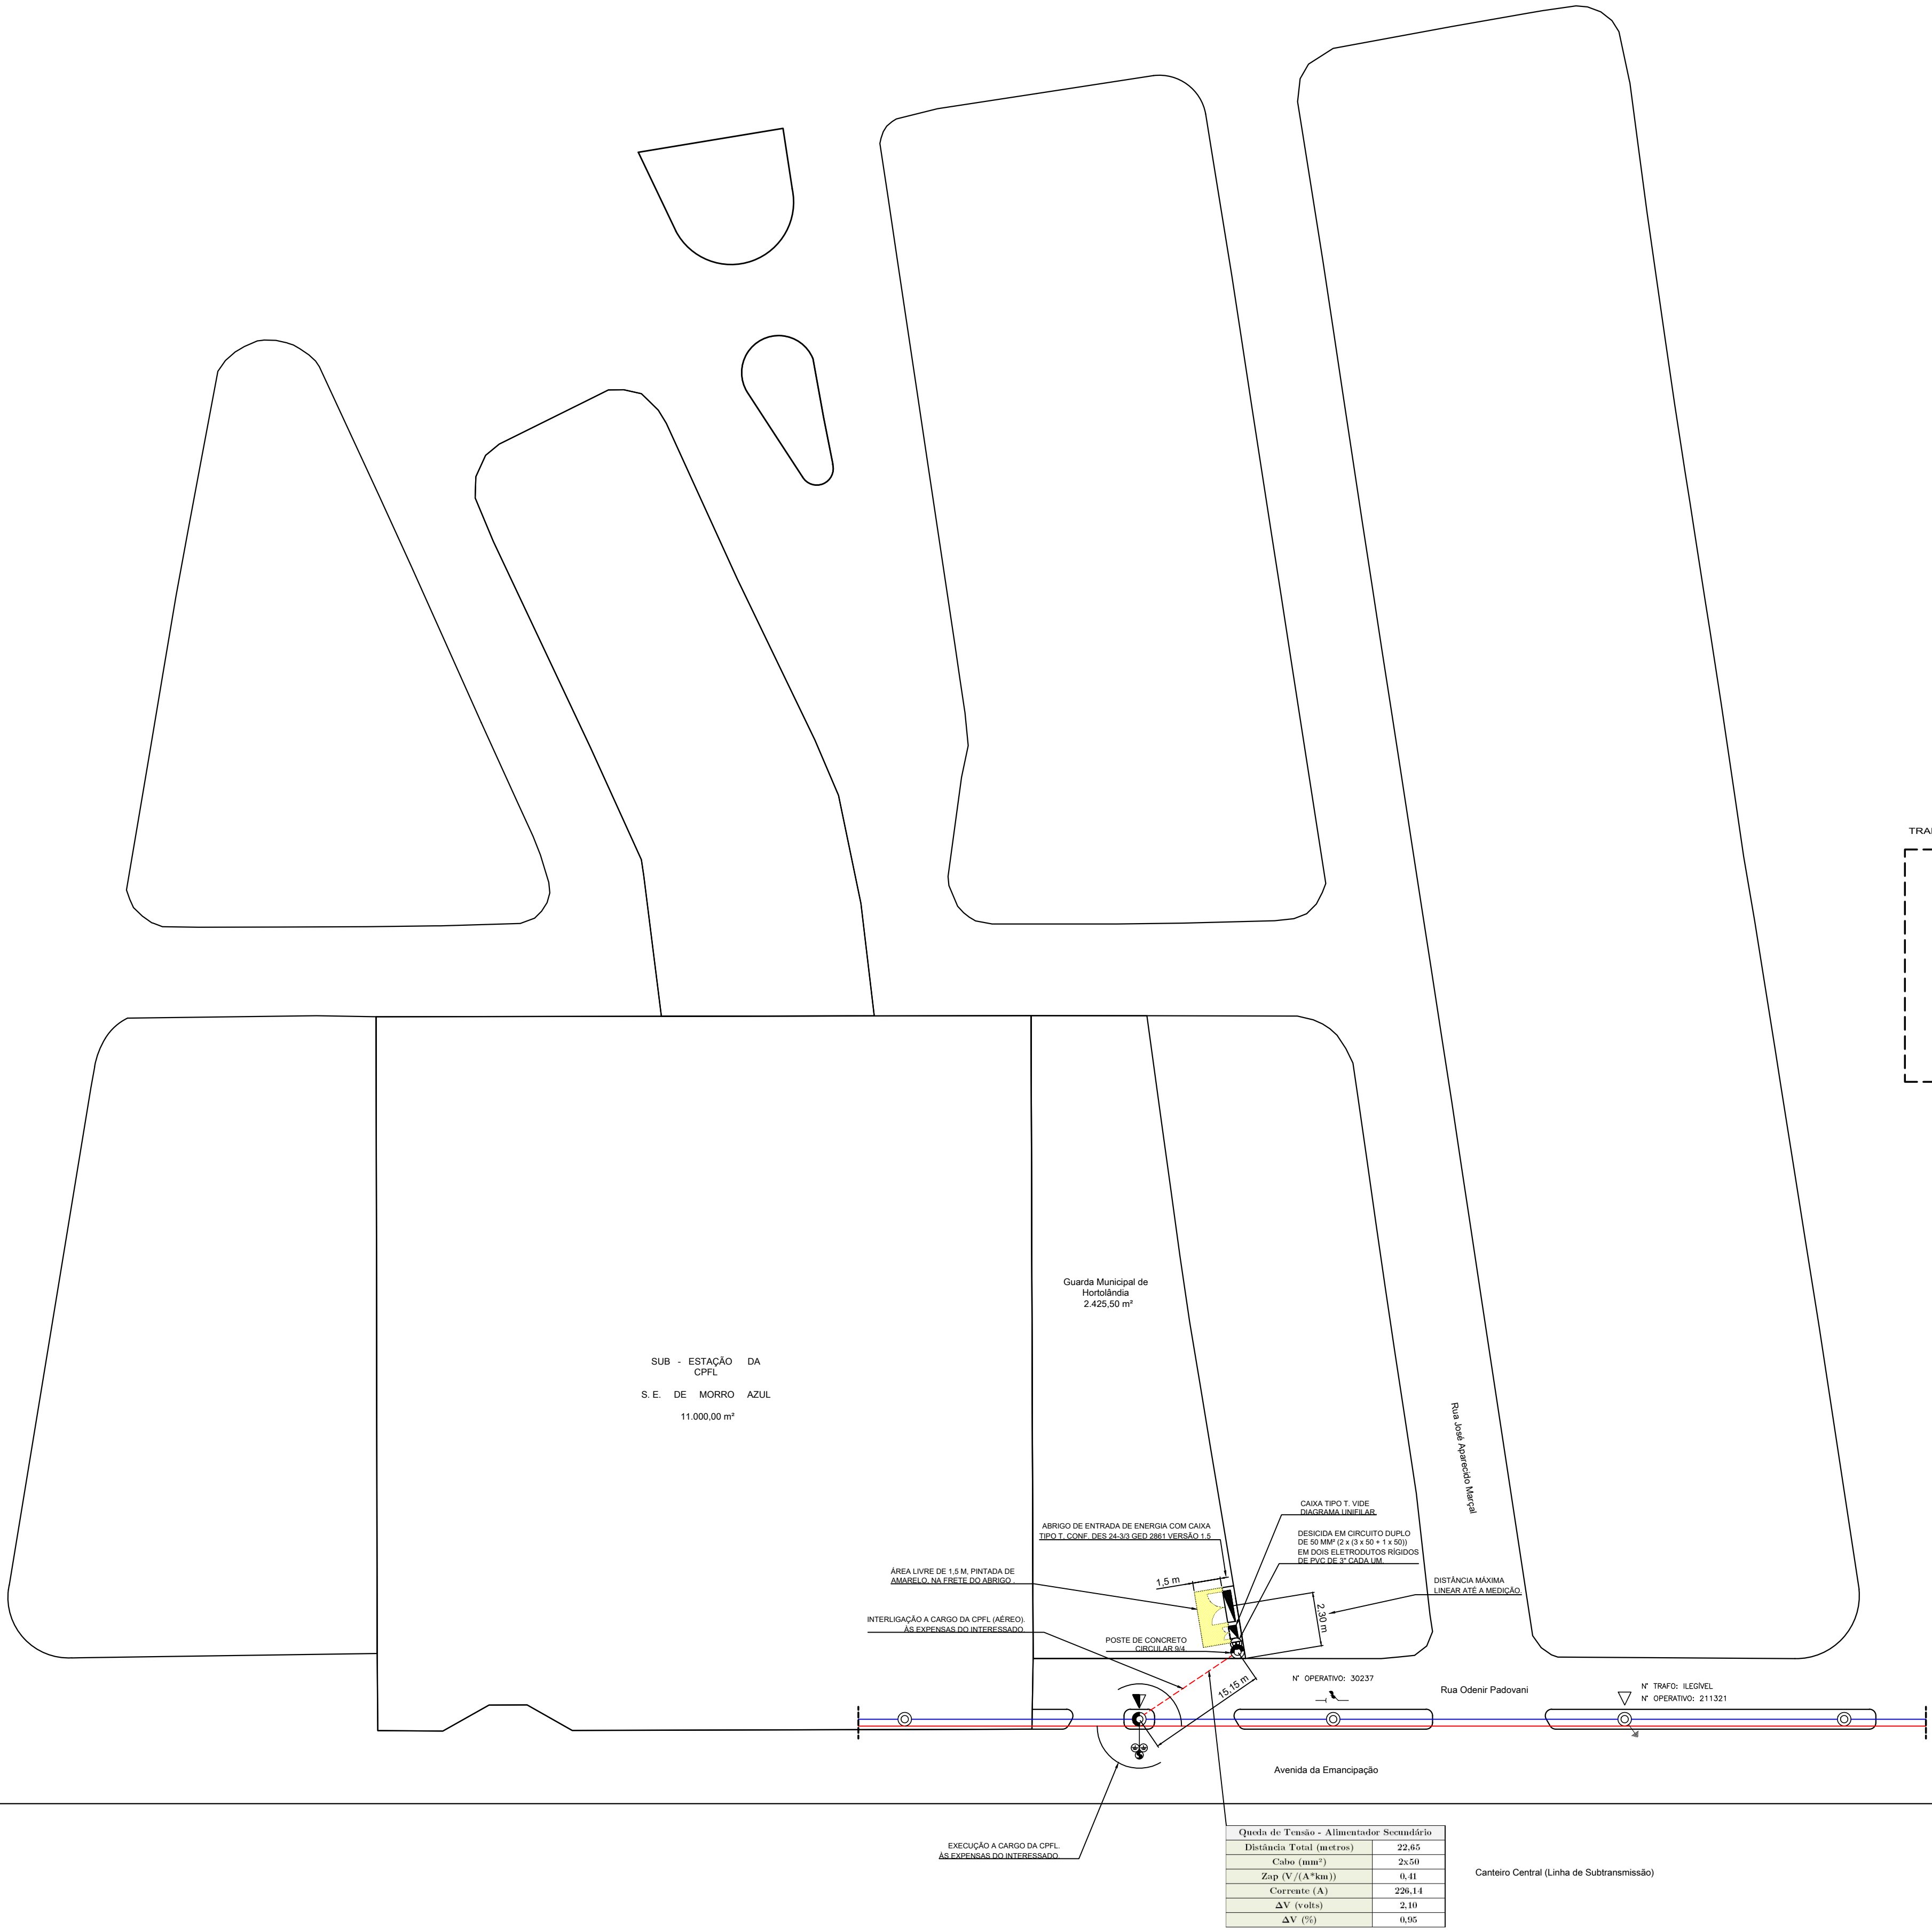 TRA
Guarda Municipal de
Hortolândia
2.425,50 m²
SUB - ESTAÇÃO DA
CPFL
S. E. DE MORRO AZUL
11.000,00 m²
Rua José Aparecido Marçal
CAIXA TIPO T. VIDE
DIAGRAMA UNIFILAR.
ABRIGO DE ENTRADA DE ENERGIA COM CAIXA
TIPO T, CONF. DES 24-3/3 GED 2861 VERSÃO 1.5
DESICIDA EM CIRCUITO DUPLO
DE 50 MM² (2 x (3 x 50 + 1 x 50))
EM DOIS ELETRODUTOS RÍGIDOS
DE PVC DE 3" CADA UM.
ÁREA LIVRE DE 1,5 M, PINTADA DE
AMARELO, NA FRETE DO ABRIGO .
1,5 m
DISTÂNCIA MÁXIMA
LINEAR ATÉ A MEDIÇÃO.
2,30 m
INTERLIGAÇÃO A CARGO DA CPFL (AÉREO).
ÀS EXPENSAS DO INTERESSADO.
POSTE DE CONCRETO
CIRCULAR 9/4.
15,15 m
N° OPERATIVO: 30237
Rua Odenir Padovani
N° TRAFO: ILEGÍVEL
N° OPERATIVO: 211321
Avenida da Emancipação
EXECUÇÃO A CARGO DA CPFL.
ÀS EXPENSAS DO INTERESSADO.
Queda de Tensão - Alimentador Secundário
Distância Total (metros) 22,65
Cabo (mm²) 2x50
Zap (V/(A*km)) 0,41
Corrente (A) 226,14
ΔV (volts) 2,10
ΔV (%) 0,95
Canteiro Central (Linha de Subtransmissão)